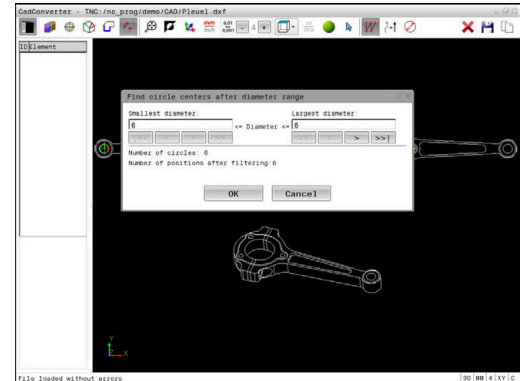 CadConverter - TNC:/nc_prog/demo/CAD/Pleuel.dxf
mm
inch
0,01
0,001
4
ID Element
Find circle centers after diameter range
Smallest diameter: Largest diameter:
6 <= Diameter <= 6
|<< < > >> << < > >>|
Number of circles: 6
Number of positions after filtering:6
OK Cancel
Y
Z X
File loaded without errors 3D MM 4 XY C